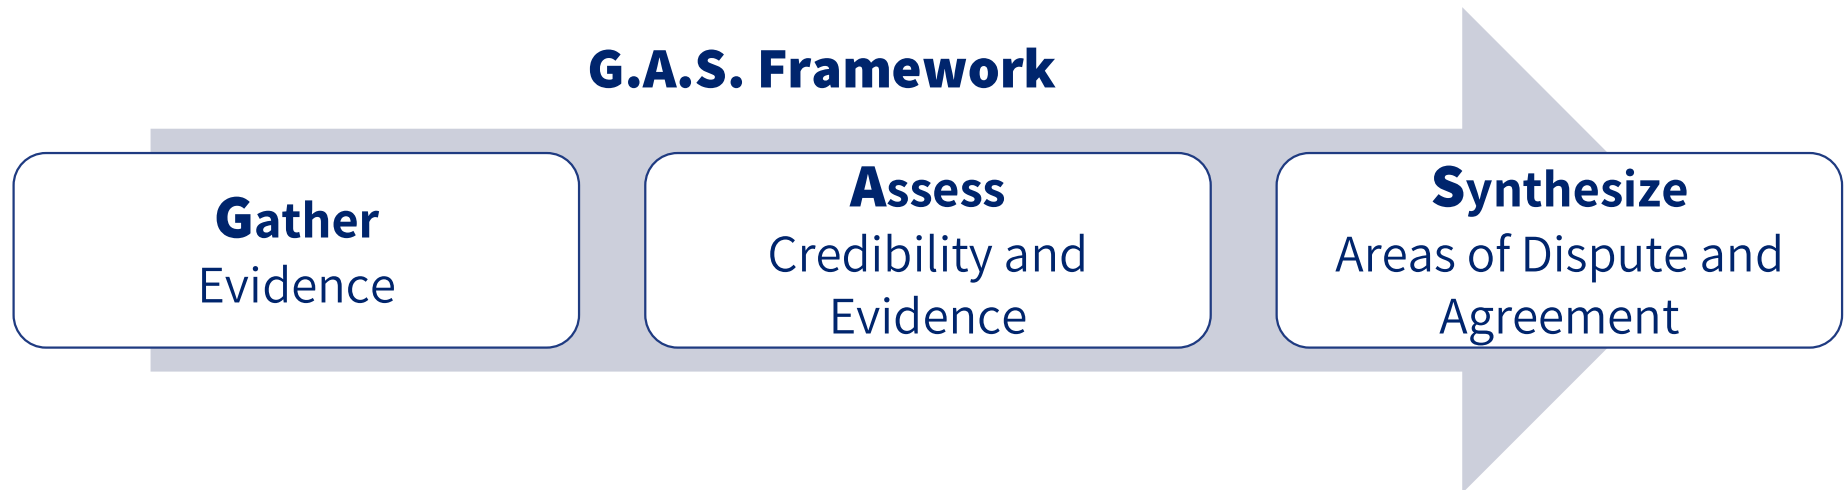 G.A.S. Framework
Gather
Evidence
Assess
Credibility and
Evidence
Synthesize
Areas of Dispute and
Agreement